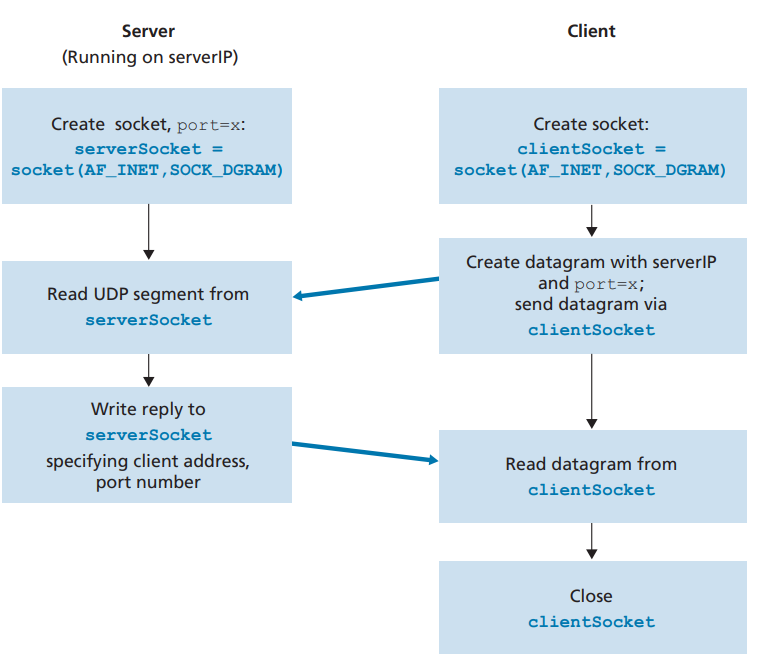 Server
(Running on serverIP)
Create socket, port=x:
serverSocket =
socket(AF_INET,SOCK_DGRAM)
Read UDP segment from
serverSocket
Write reply to
serverSocket
specifying client address,
port number
Client
Create socket:
clientSocket =
socket(AF_INET,SOCK_DGRAM)
Create datagram with serverIP
and port=x;
send datagram via
clientSocket
Read datagram from
clientSocket
Close
clientSocket